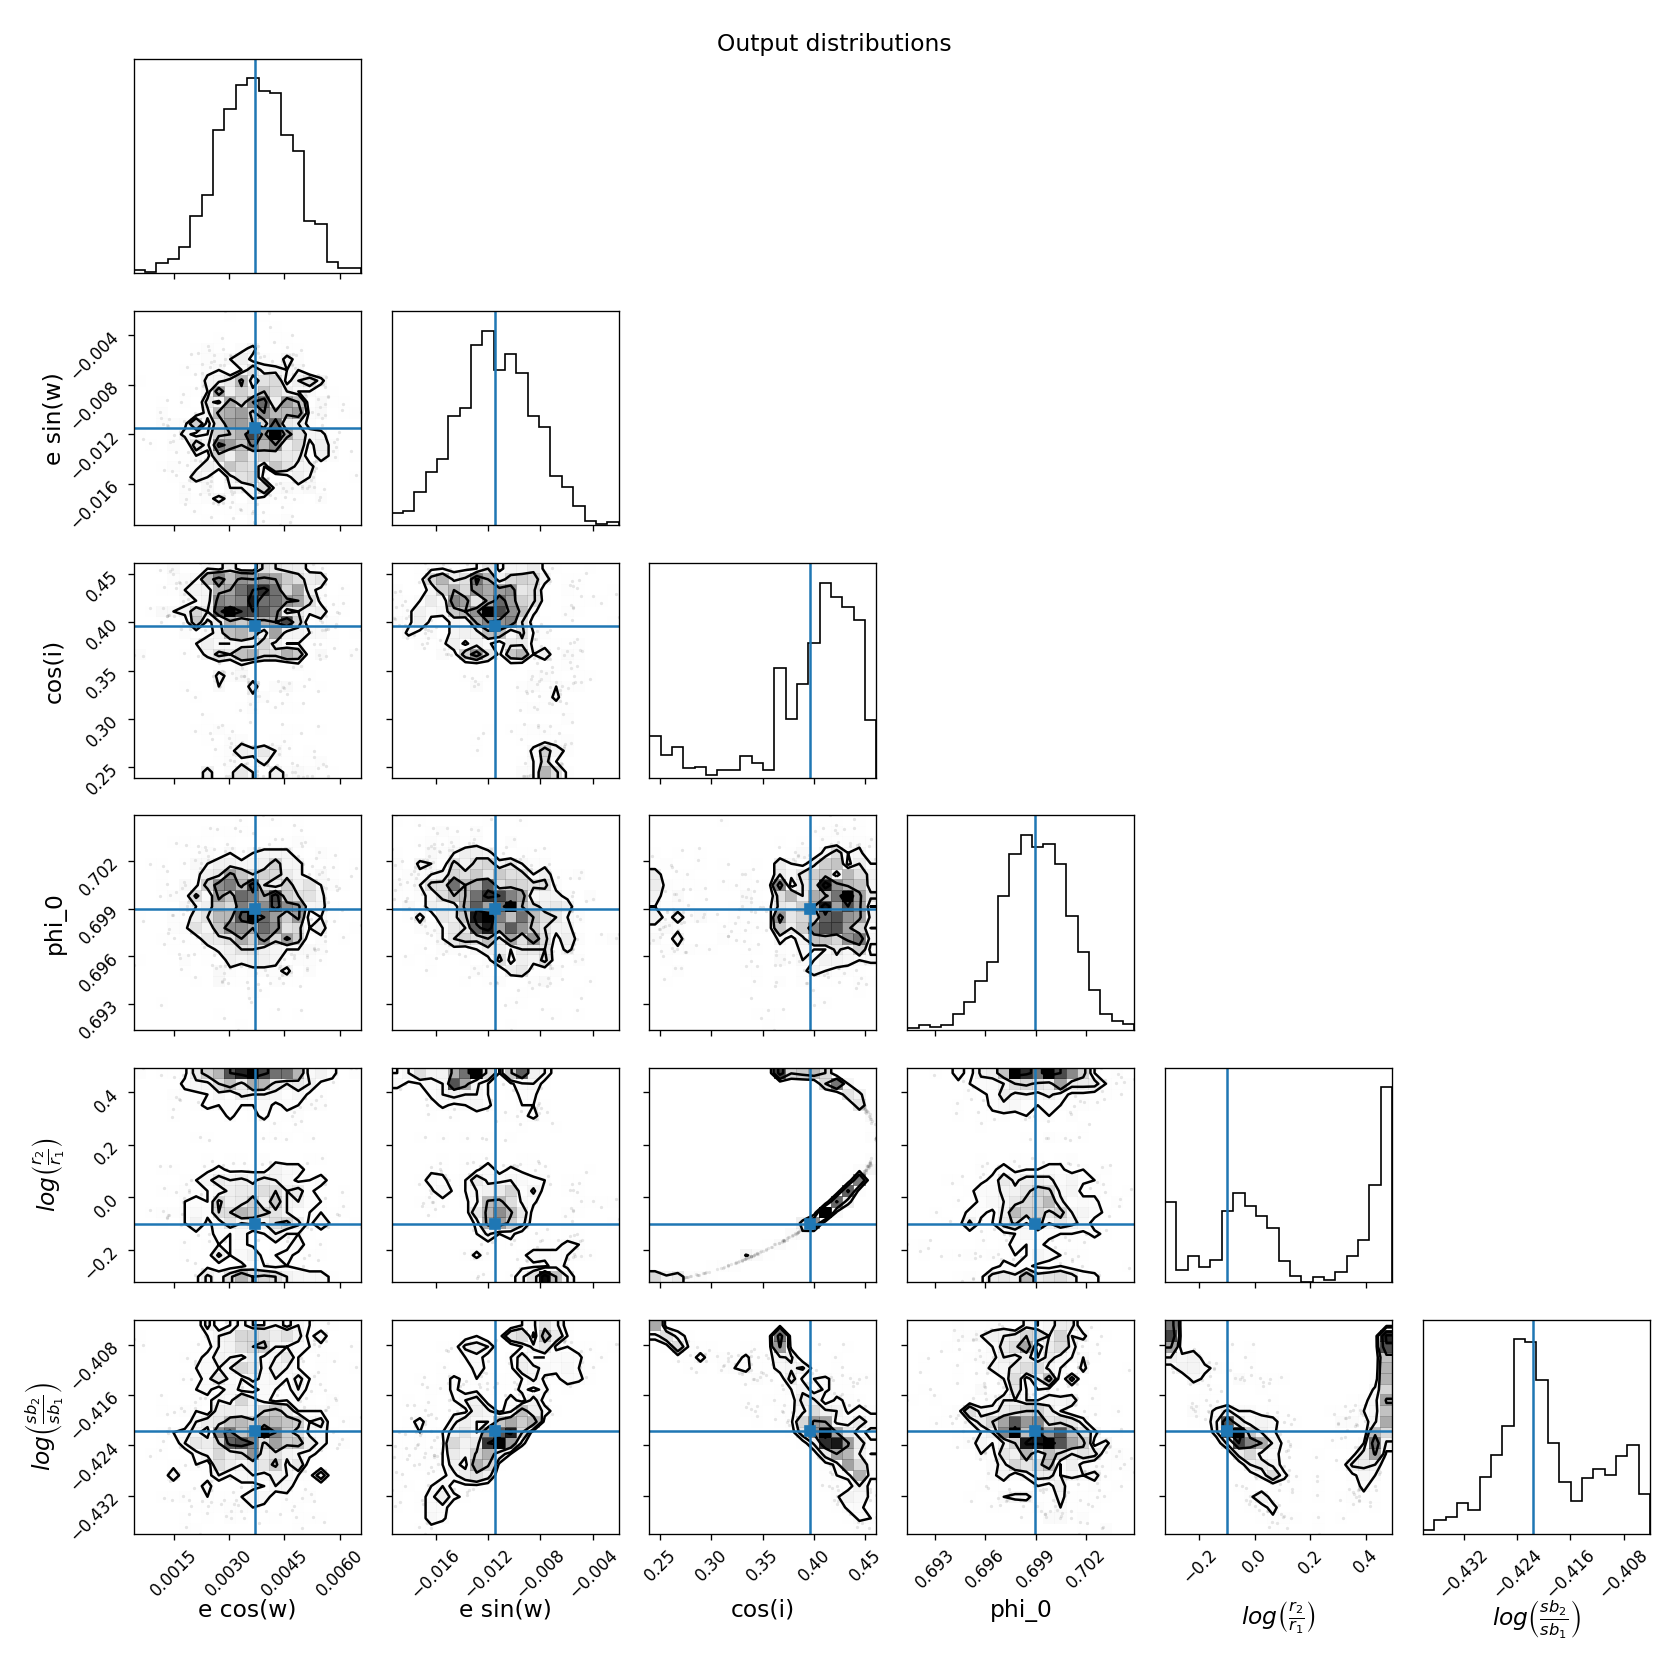 Output distributions
e sin(w)
−0.004
−0.008
−0.012
−0.016
cos(i)
0.45
0.40
0.35
0.30
0.25
phi_0
0.702
0.699
0.696
0.693
log(r2/r1)
0.4
0.2
0.0
−0.2
log(sb2/sb1)
−0.408
−0.416
−0.424
−0.432
0.0015 0.0030 0.0045 0.0060
−0.016 −0.012 −0.008 −0.004
0.25 0.30 0.35 0.40 0.45
0.693 0.696 0.699 0.702
−0.2 0.0 0.2 0.4
−0.432 −0.424 −0.416 −0.408
e cos(w)
e sin(w)
cos(i)
phi_0
log(r2/r1)
log(sb2/sb1)